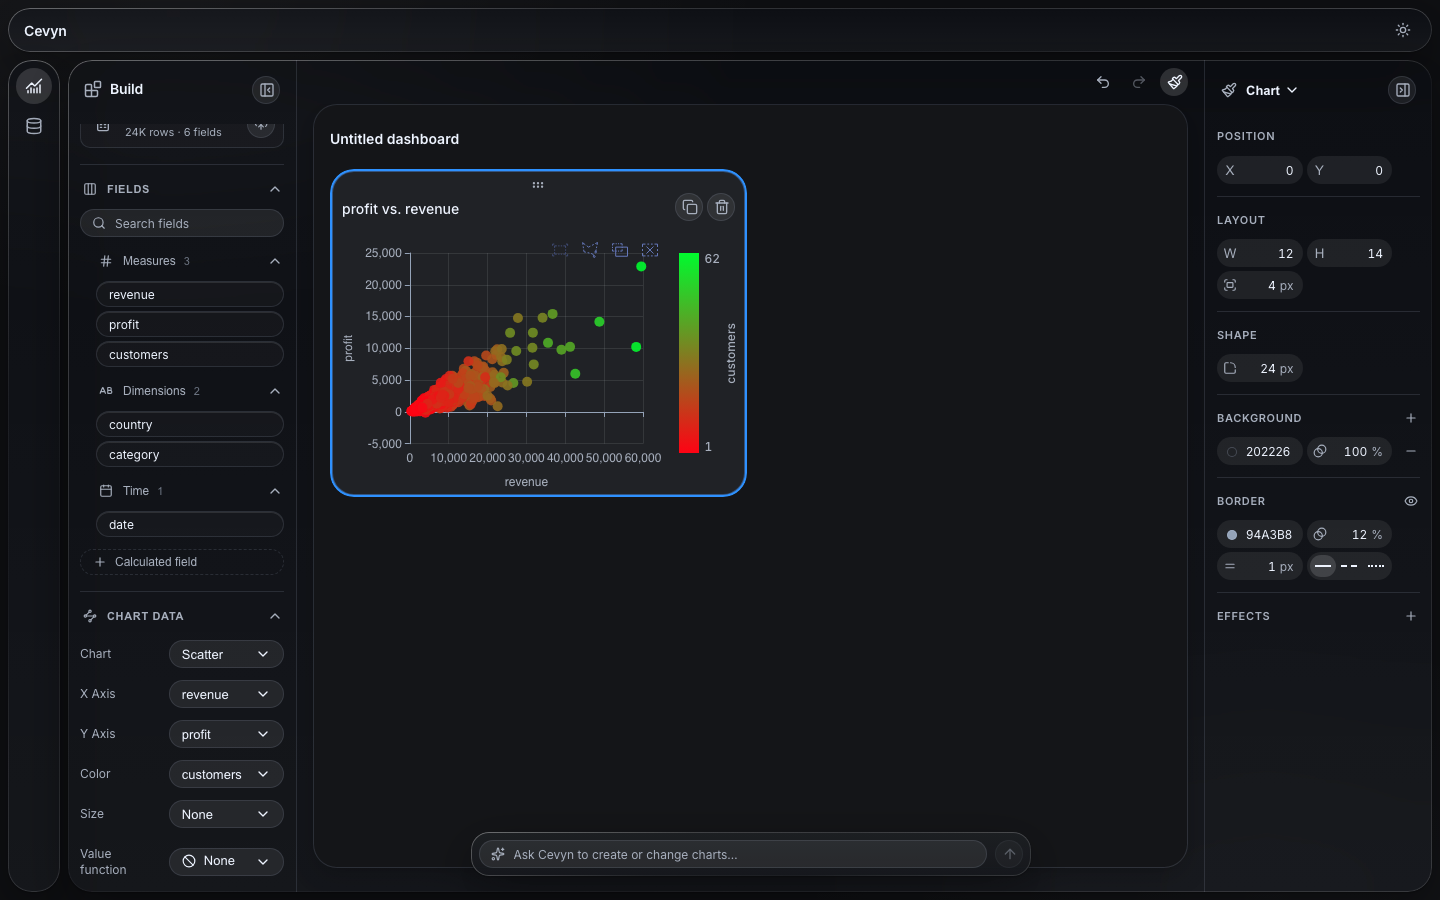 Cevyn
Build
24K rows · 6 fields
FIELDS
Search fields
Measures 3
revenue
profit
customers
AB Dimensions 2
country
category
Time 1
date
Calculated field
CHART DATA
Chart Scatter
X Axis revenue
Y Axis profit
Color customers
Size None
Value function None
Untitled dashboard
profit vs. revenue
25,000
20,000
15,000
10,000
5,000
0
-5,000
profit
0 10,000 20,000 30,000 40,000 50,000 60,000
revenue
62
1
customers
Ask Cevyn to create or change charts...
Chart
POSITION
X 0 Y 0
LAYOUT
W 12 H 14
4 px
SHAPE
24 px
BACKGROUND
202226 100 %
BORDER
94A3B8 12 %
1 px
EFFECTS